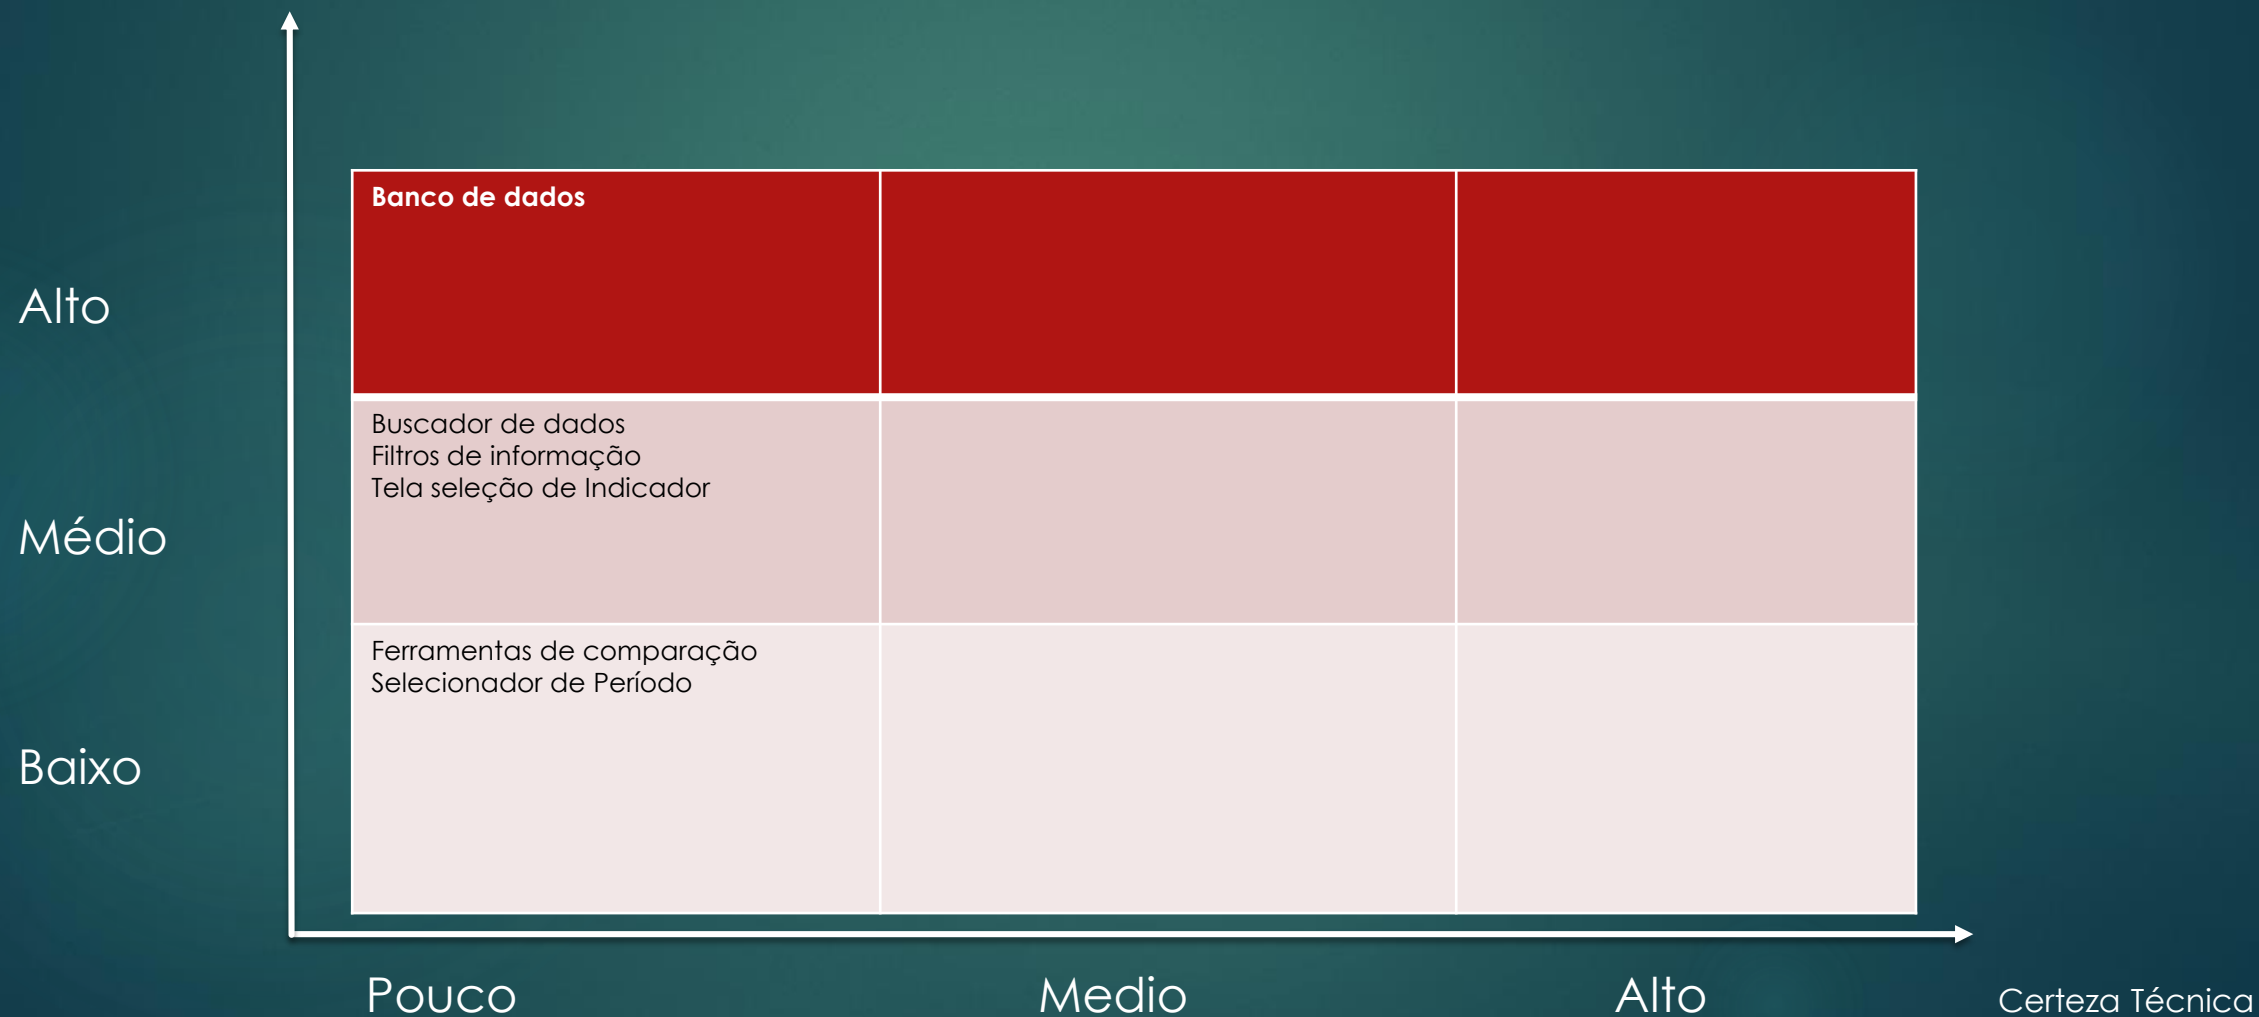 Banco de dados
Alto
Buscador de dados
Filtros de informação
Tela seleção de Indicador
Médio
Ferramentas de comparação
Selecionador de Período
Baixo
Pouco
Medio
Alto
Certeza Técnica